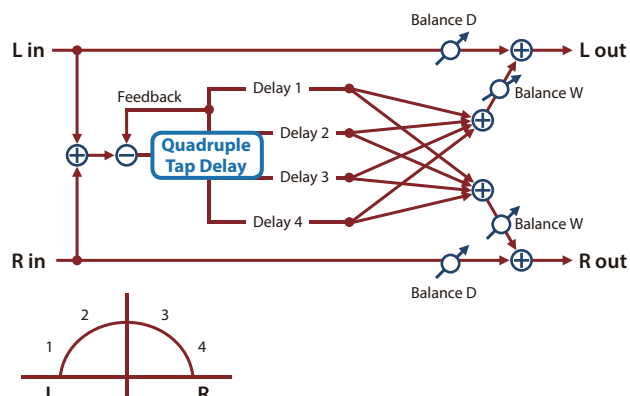 Balance D
L in
L out
Feedback
Delay 1
Balance W
Quadruple
Tap Delay
Delay 2
Delay 3
Delay 4
Balance W
R in
R out
Balance D
2
3
1
4
L
R